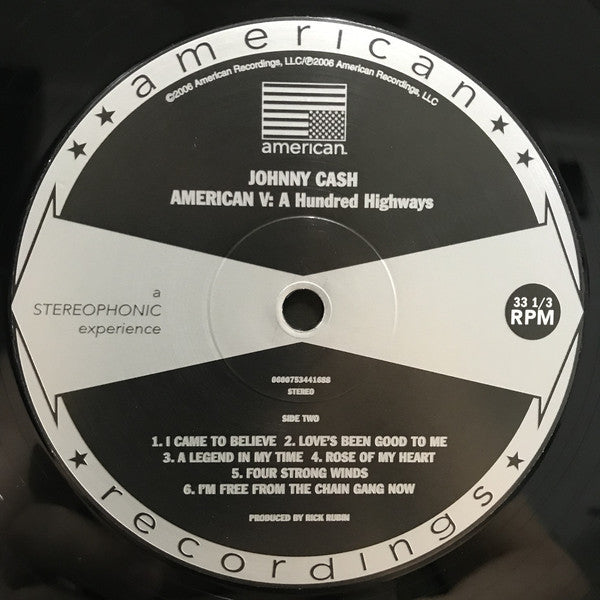 american
©2006 American Recordings, LLC/℗2006 American Recordings, LLC
american™
JOHNNY CASH
AMERICAN V: A Hundred Highways
a
STEREOPHONIC
experience
33 1/3
RPM
STEREO
SIDE TWO
1. I CAME TO BELIEVE 2. LOVE'S BEEN GOOD TO ME
3. A LEGEND IN MY TIME 4. ROSE OF MY HEART
5. FOUR STRONG WINDS
6. I'M FREE FROM THE CHAIN GANG NOW
PRODUCED BY RICK RUBIN
recordings